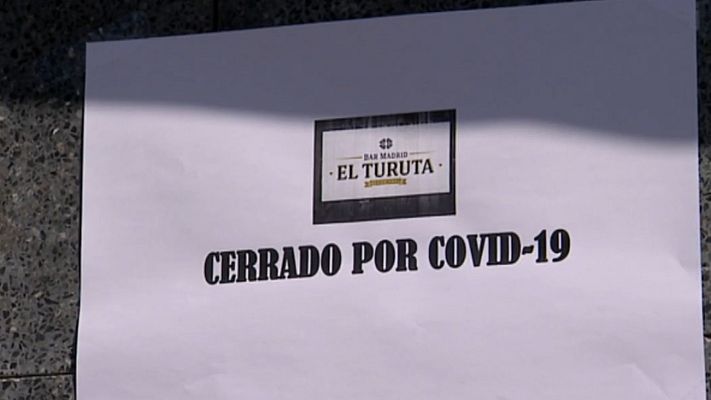 BAR MADRID
EL TURUTA
CERRADO POR COVID-19